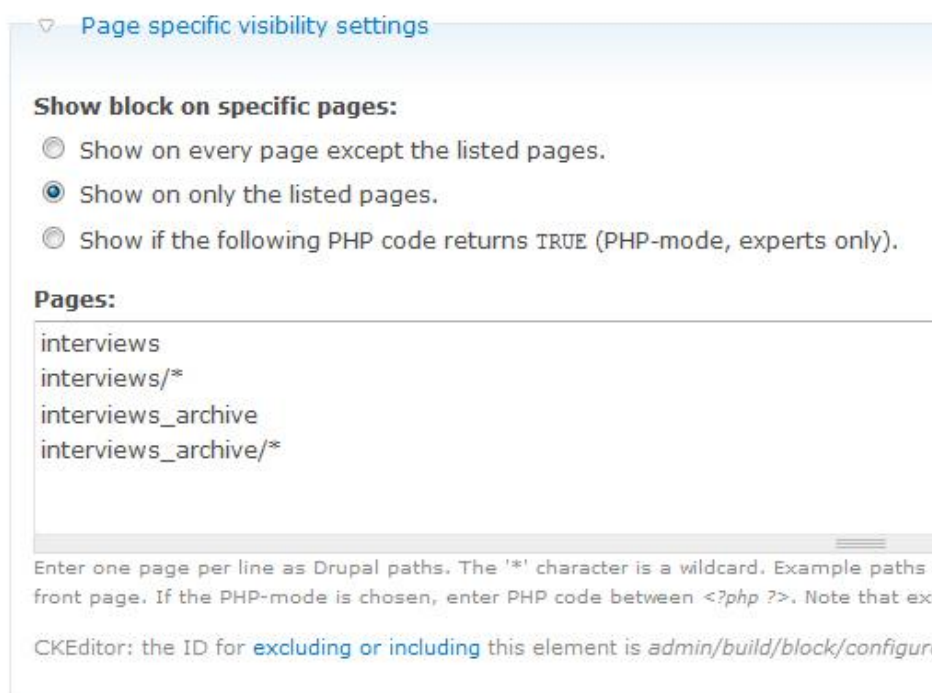 Page specific visibility settings
Show block on specific pages:
Show on every page except the listed pages.
Show on only the listed pages.
Show if the following PHP code returns TRUE (PHP-mode, experts only).
Pages:
interviews
interviews/*
interviews_archive
interviews_archive/*
Enter one page per line as Drupal paths. The '*' character is a wildcard. Example paths
front page. If the PHP-mode is chosen, enter PHP code between <?php ?>. Note that ex
CKEditor: the ID for excluding or including this element is admin/build/block/configur